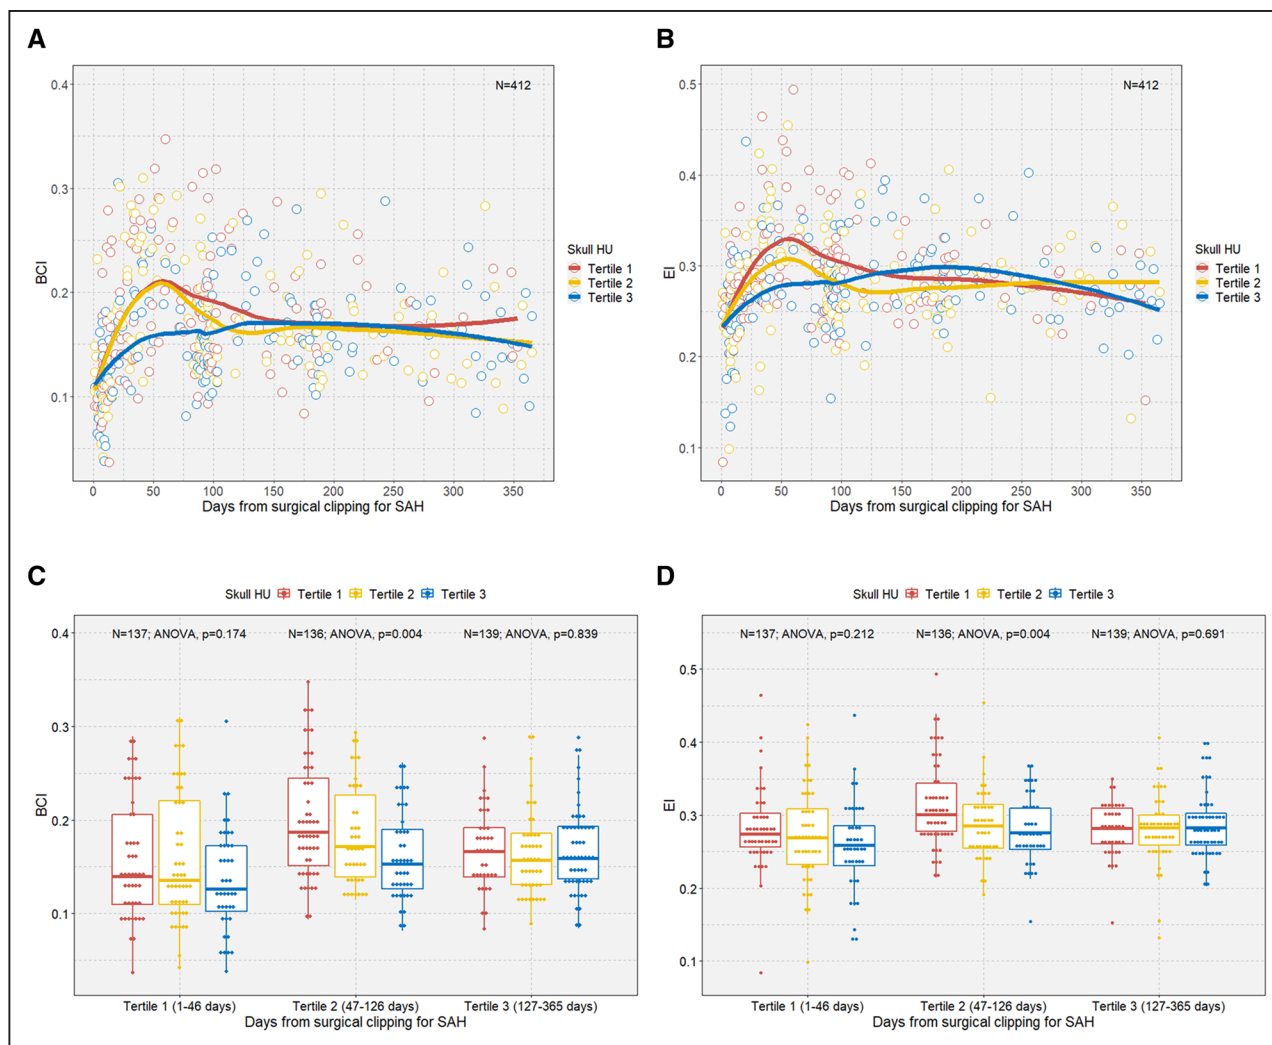 A
B
0.4
0.3
0.2
0.1
BCI
N=412
0 50 100 150 200 250 300 350
Days from surgical clipping for SAH
Skull HU
Tertile 1
Tertile 2
Tertile 3
0.5
0.4
0.3
0.2
0.1
EI
N=412
0 50 100 150 200 250 300 350
Days from surgical clipping for SAH
Skull HU
Tertile 1
Tertile 2
Tertile 3
C
D
Skull HU Tertile 1 Tertile 2 Tertile 3
N=137; ANOVA, p=0.174 N=136; ANOVA, p=0.004 N=139; ANOVA, p=0.839
0.4
0.3
0.2
0.1
BCI
Tertile 1 (1-46 days) Tertile 2 (47-126 days) Tertile 3 (127-365 days)
Days from surgical clipping for SAH
Skull HU Tertile 1 Tertile 2 Tertile 3
N=137; ANOVA, p=0.212 N=136; ANOVA, p=0.004 N=139; ANOVA, p=0.691
0.5
0.4
0.3
0.2
0.1
EI
Tertile 1 (1-46 days) Tertile 2 (47-126 days) Tertile 3 (127-365 days)
Days from surgical clipping for SAH